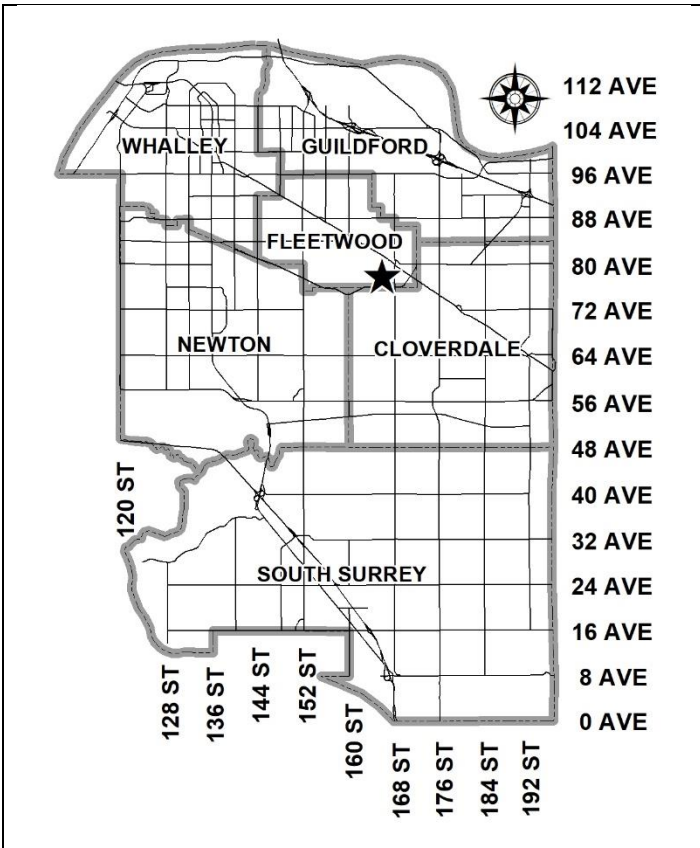 112 AVE
104 AVE
WHALLEY
GUILDFORD
96 AVE
88 AVE
FLEETWOOD
80 AVE
72 AVE
NEWTON
CLOVERDALE
64 AVE
56 AVE
48 AVE
120 ST
40 AVE
32 AVE
SOUTH SURREY
24 AVE
16 AVE
128 ST
136 ST
144 ST
152 ST
160 ST
8 AVE
0 AVE
168 ST
176 ST
184 ST
192 ST